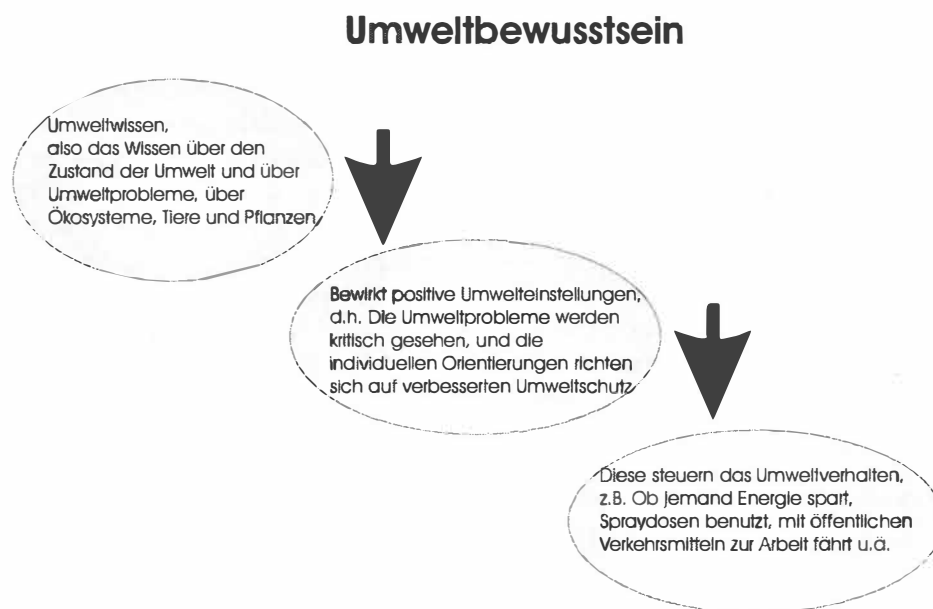 Umweltbewusstsein
Umweltwissen,
also das Wissen über den
Zustand der Umwelt und über
Umweltprobleme, über
Ökosysteme, Tiere und Pflanzen
Bewirkt positive Umwelteinstellungen,
d.h. Die Umweltprobleme werden
kritisch gesehen, und die
individuellen Orientierungen richten
sich auf verbesserten Umweltschutz
Diese steuern das Umweltverhalten,
z.B. Ob jemand Energie spart,
Spraydosen benutzt, mit öffentlichen
Verkehrsmitteln zur Arbeit fährt u.ä.